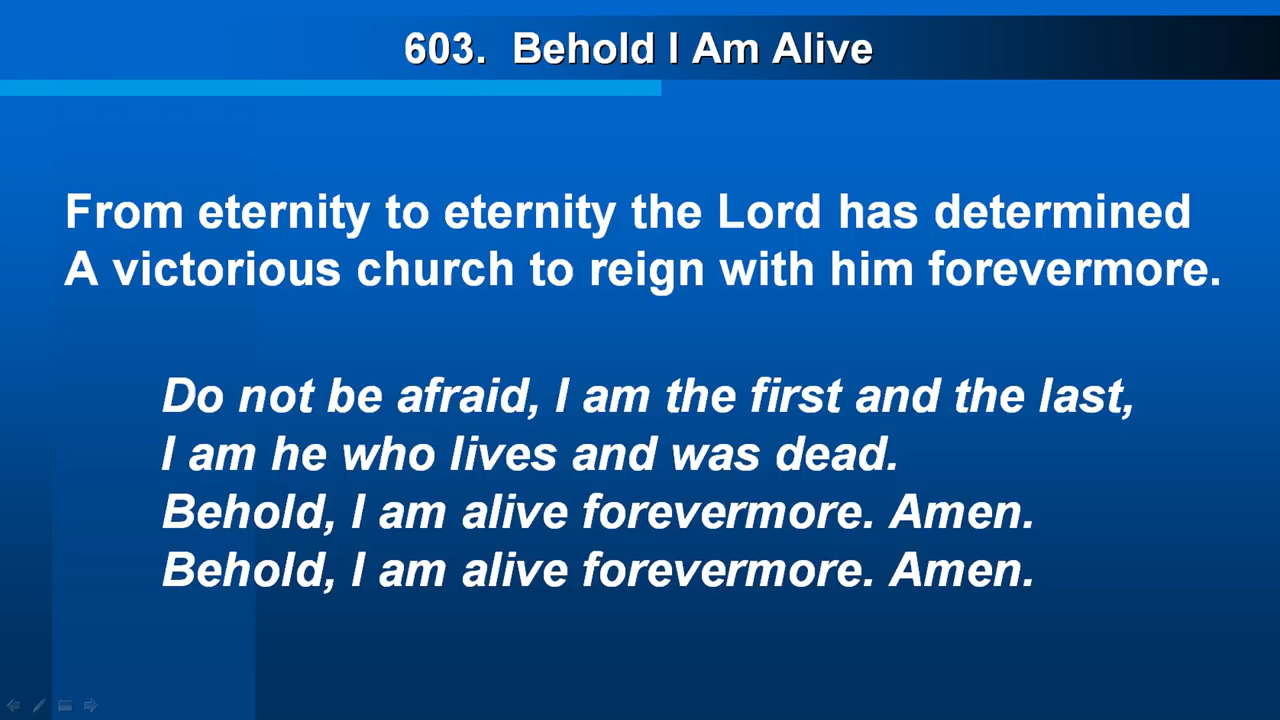 603.  Behold I Am Alive
From eternity to eternity the Lord has determined
A victorious church to reign with him forevermore.
Do not be afraid, I am the first and the last,
I am he who lives and was dead.
Behold, I am alive forevermore. Amen.
Behold, I am alive forevermore. Amen.